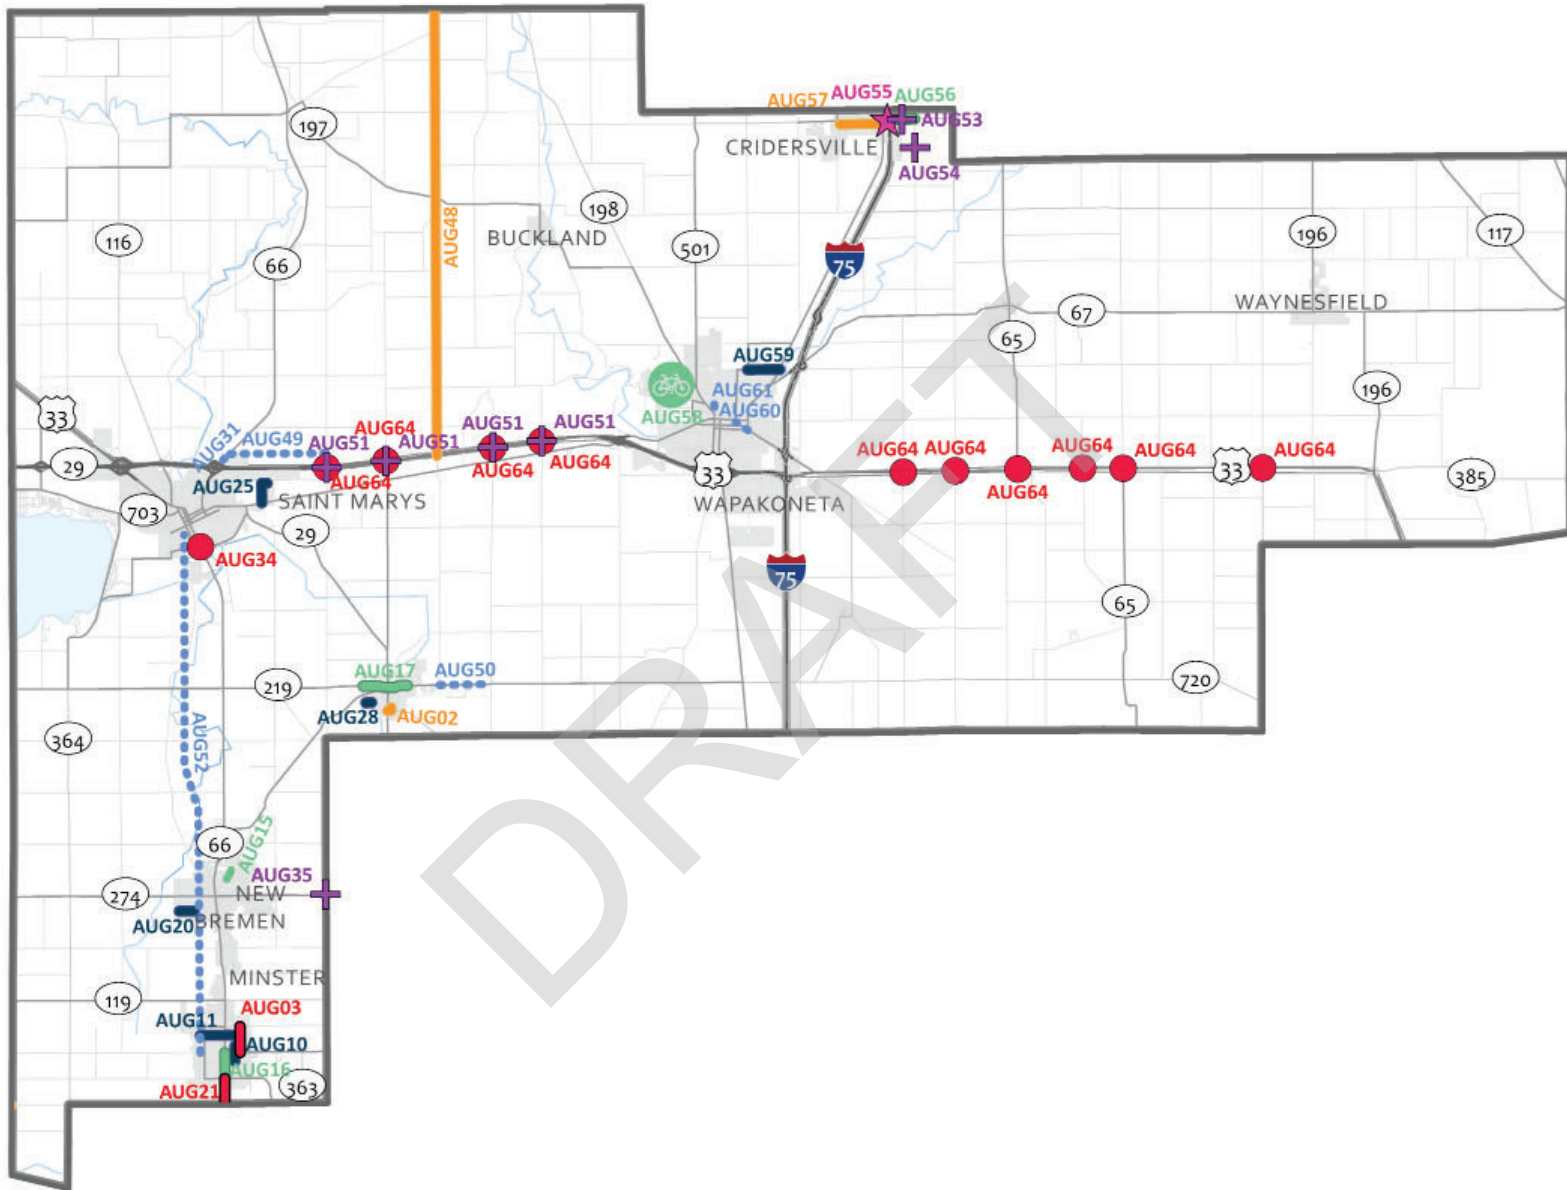 AUG55
AUG56
AUG57
AUG53
197
CRIDERSVILLE
AUG54
198
AUG48
116
BUCKLAND
501
196
117
66
75
WAYNESFIELD
67
65
AUG59
196
AUG61
33
AUG58
AUG60
AUG31
AUG49
AUG51
AUG64
AUG51
AUG51
AUG51
AUG64
AUG64
AUG64
AUG64
AUG64
AUG64
29
AUG64
AUG64
AUG64
33
33
AUG64
385
AUG25
SAINT MARYS
WAPAKONETA
703
29
AUG34
75
65
DRAFT
AUG17
AUG50
219
720
AUG28
AUG02
364
AUG52
66
AUG15
AUG35
274
NEW
BREMEN
AUG20
MINSTER
119
AUG03
AUG11
AUG10
AUG16
AUG21
363